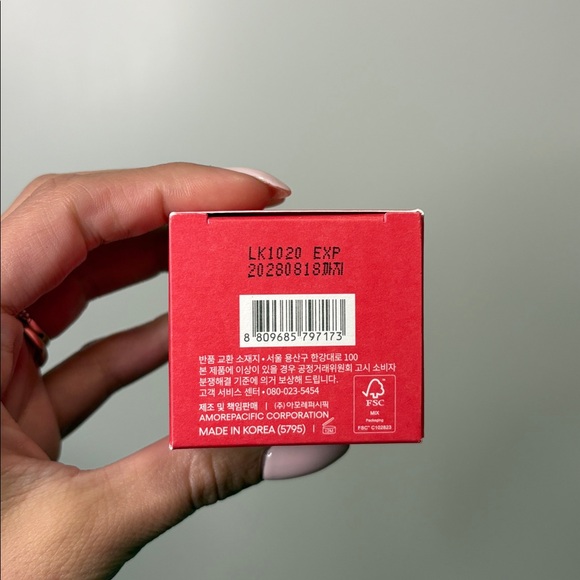 LK1020 EXP
20280818까지
8 809685 797173
반품 교환 소재지 • 서울 용산구 한강대로 100
본 제품에 이상이 있을 경우 공정거래위원회 고시 소비자
분쟁해결 기준에 의거 보상해 드립니다.
고객 서비스 센터 • 080-023-5454
제조 및 책임판매 | (주)아모레퍼시픽
AMOREPACIFIC CORPORATION
MADE IN KOREA (5795) | 12M
FSC
MIX
Packaging
FSC™ C102823